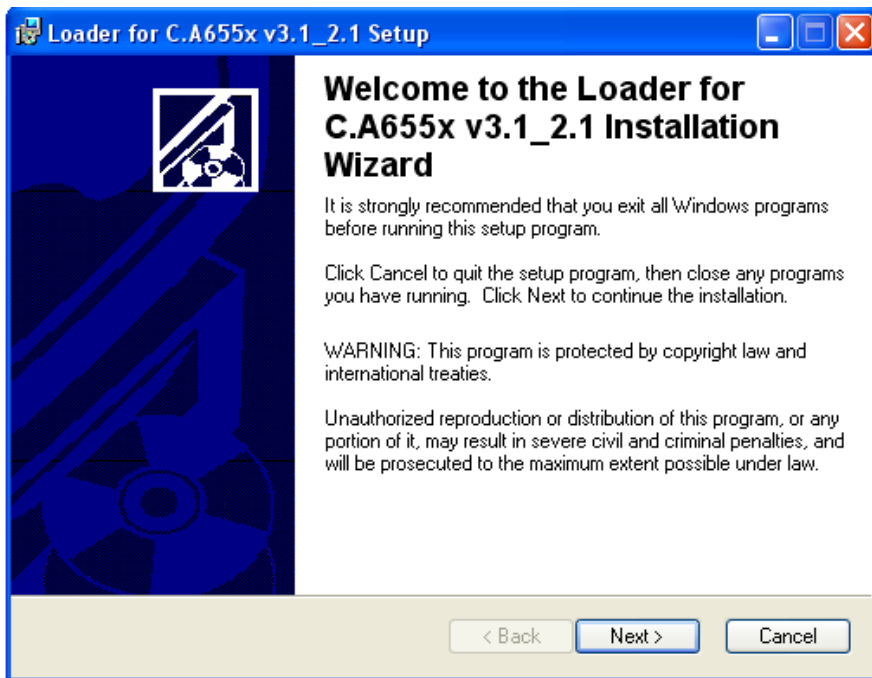 Loader for C.A655x v3.1_2.1 Setup
Welcome to the Loader for
C.A655x v3.1_2.1 Installation
Wizard
It is strongly recommended that you exit all Windows programs
before running this setup program.
Click Cancel to quit the setup program, then close any programs
you have running.  Click Next to continue the installation.
WARNING: This program is protected by copyright law and
international treaties.
Unauthorized reproduction or distribution of this program, or any
portion of it, may result in severe civil and criminal penalties, and
will be prosecuted to the maximum extent possible under law.
< Back Next > Cancel